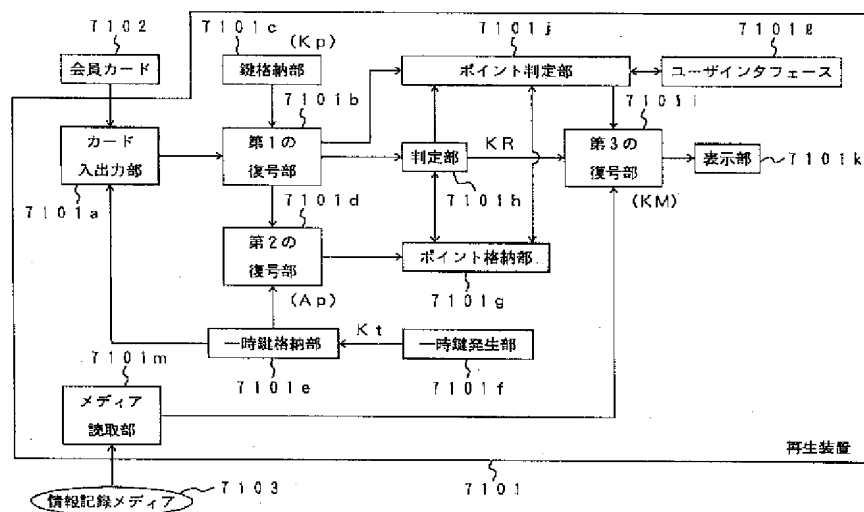 7102
7101c
(Kp)
7101j
7101ℓ
会員カード
鍵格納部
ポイント判定部
ユーザインタフェース
7101b
カード
入出力部
第1の
復号部
判定部
KR
第3の
復号部
表示部
7101k
7101a
7101d
7101h
(KM)
第2の
復号部
ポイント格納部
(Ap)
7101g
一時鍵格納部
Kt
一時鍵発生部
7101m
7101e
7101f
メディア
読取部
再生装置
情報記録メディア
7103
7101